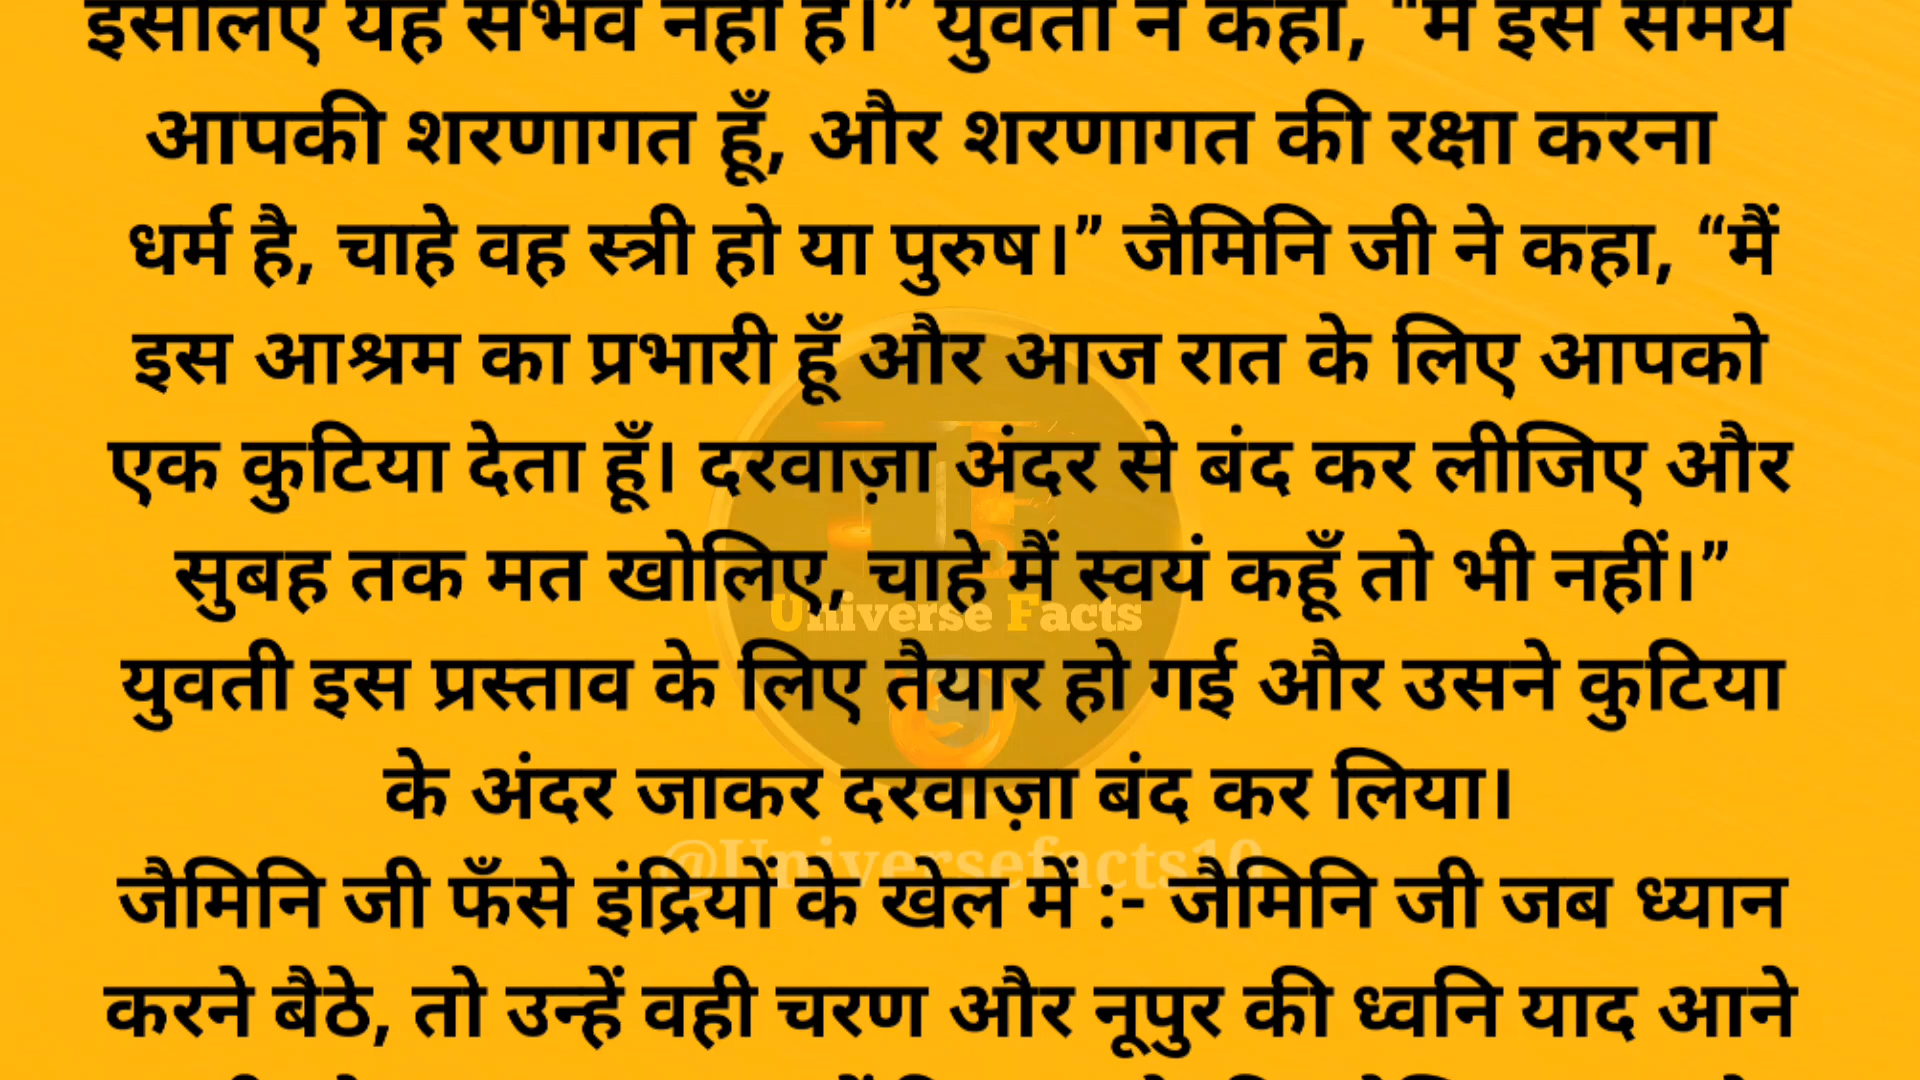 इसलिए यह संभव नहीं है।” युवती ने कहा, “मैं इस समय
आपकी शरणागत हूँ, और शरणागत की रक्षा करना
धर्म है, चाहे वह स्त्री हो या पुरुष।” जैमिनि जी ने कहा, “मैं
इस आश्रम का प्रभारी हूँ और आज रात के लिए आपको
एक कुटिया देता हूँ। दरवाज़ा अंदर से बंद कर लीजिए और
सुबह तक मत खोलिए, चाहे मैं स्वयं कहूँ तो भी नहीं।”
Universe Facts
युवती इस प्रस्ताव के लिए तैयार हो गई और उसने कुटिया
के अंदर जाकर दरवाज़ा बंद कर लिया।
@Universefacts10
जैमिनि जी फँसे इंद्रियों के खेल में :- जैमिनि जी जब ध्यान
करने बैठे, तो उन्हें वही चरण और नूपुर की ध्वनि याद आने